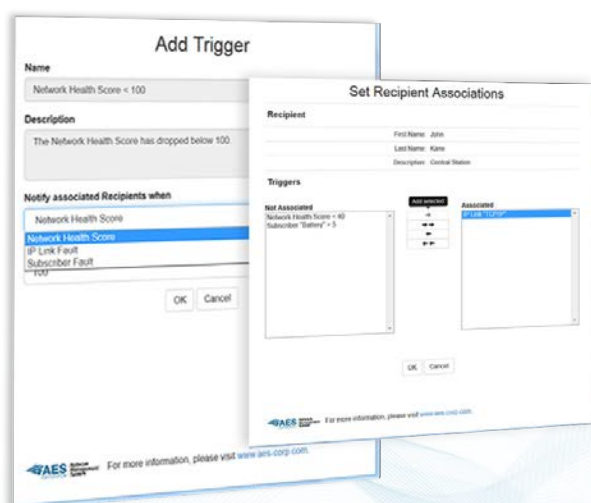 Add Trigger
Name
Network Health Score < 100
Description
The Network Health Score has dropped below 100.
Notify associated Recipients when
Network Health Score
Network Health Score
IP Link Fault
Subscriber Fault
100
OK Cancel
AES
For more information, please visit www.aes-corp.com.
Set Recipient Associations
Recipient
First Name: John
Last Name: Kane
Description: Central Station
Triggers
Not Associated
Network Health Score < 40
Subscriber "Battery" > 5
Add selected
Associated
IP Link "TCP/IP"
OK Cancel
AES
For more information, please visit www.aes-corp.com.